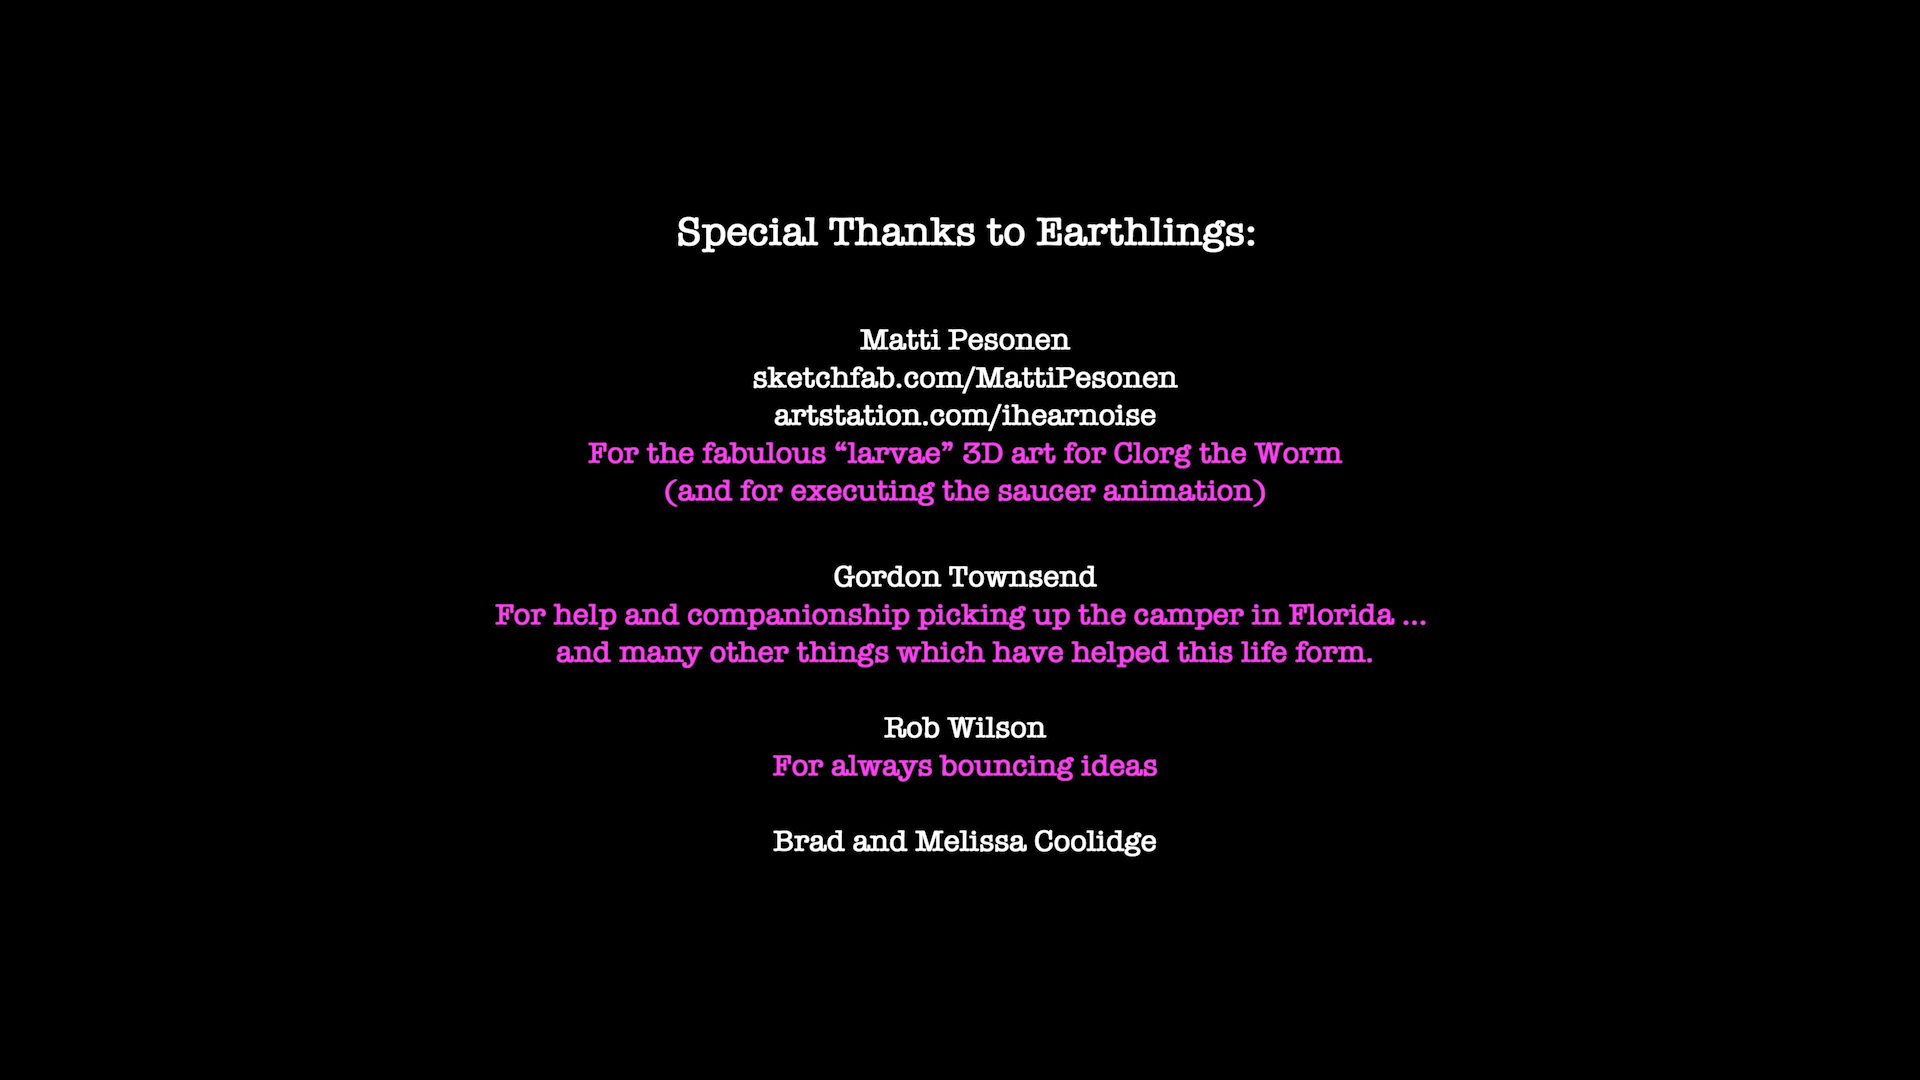 Special Thanks to Earthlings:
Matti Pesonen
sketchfab.com/MattiPesonen
artstation.com/ihearnoise
For the fabulous “larvae” 3D art for Clorg the Worm
(and for executing the saucer animation)
Gordon Townsend
For help and companionship picking up the camper in Florida ...
and many other things which have helped this life form.
Rob Wilson
For always bouncing ideas
Brad and Melissa Coolidge